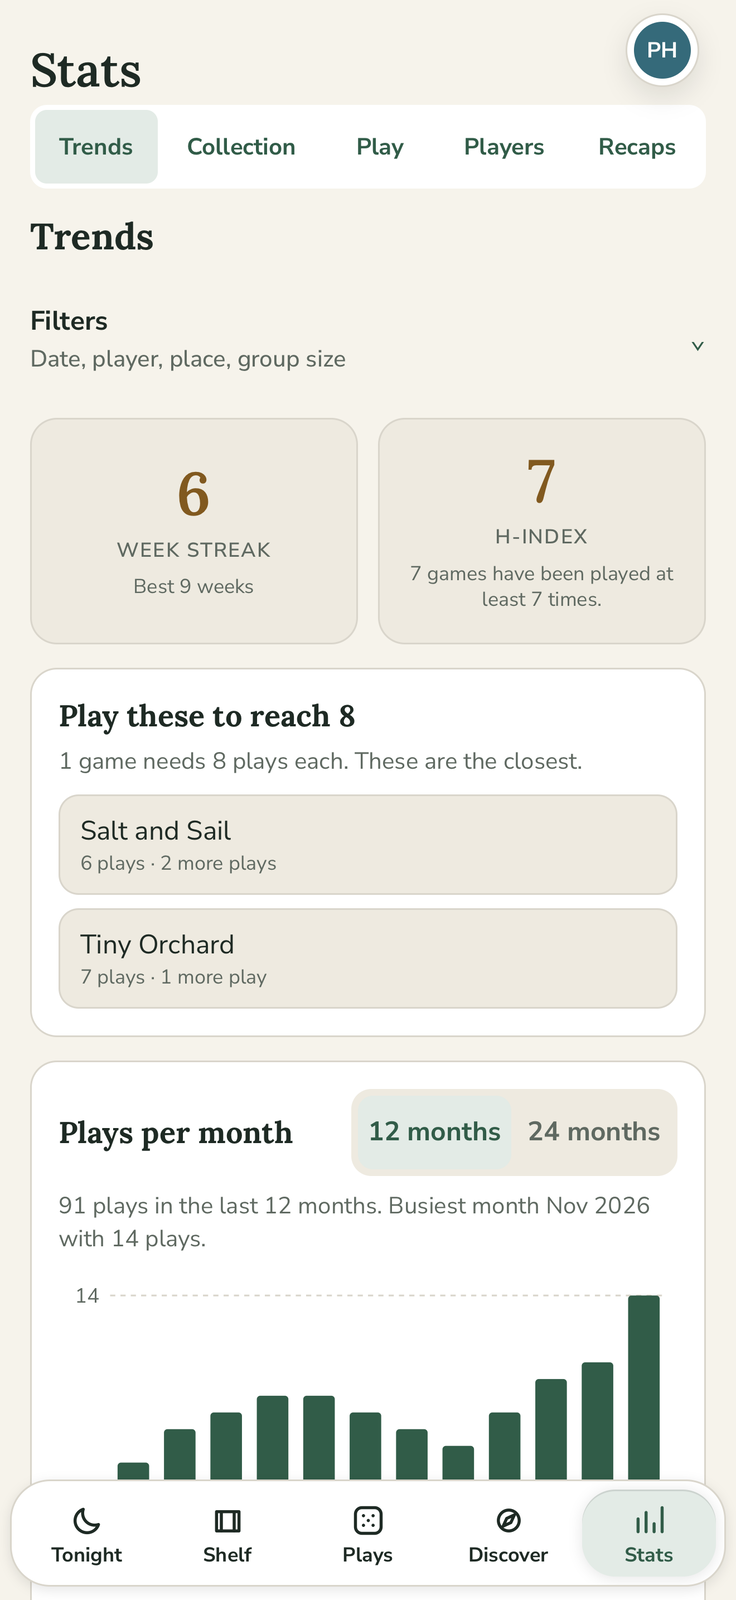 Stats
PH
Trends
Collection
Play
Players
Recaps
Trends
Filters
Date, player, place, group size
6
WEEK STREAK
Best 9 weeks
7
H-INDEX
7 games have been played at
least 7 times.
Play these to reach 8
1 game needs 8 plays each. These are the closest.
Salt and Sail
6 plays · 2 more plays
Tiny Orchard
7 plays · 1 more play
Plays per month
12 months
24 months
91 plays in the last 12 months. Busiest month Nov 2026
with 14 plays.
14
Tonight
Shelf
Plays
Discover
Stats